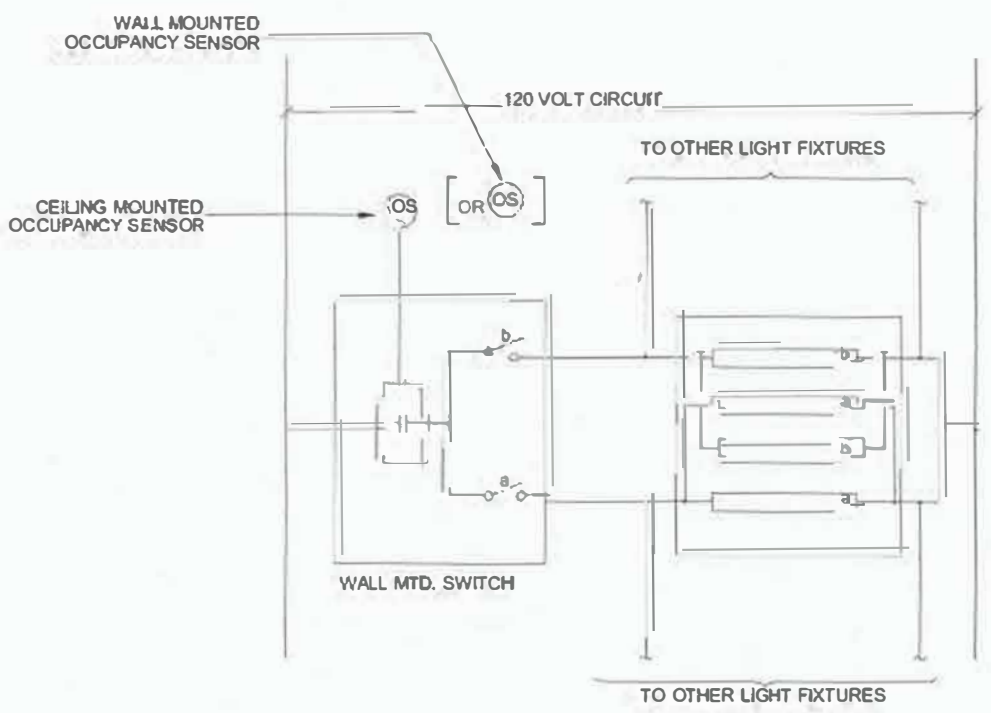 WALL MOUNTED
OCCUPANCY SENSOR
120 VOLT CIRCUIT
TO OTHER LIGHT FIXTURES
CEILING MOUNTED
OCCUPANCY SENSOR
OS
OR OS
b
b
a
b
a
a
WALL MTD. SWITCH
TO OTHER LIGHT FIXTURES